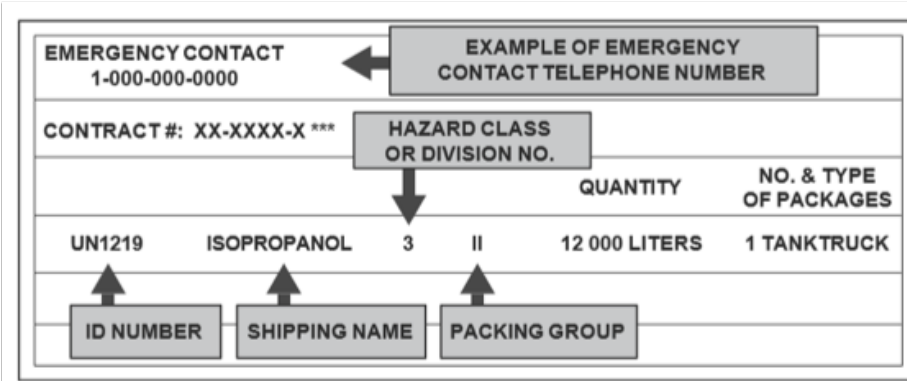 EMERGENCY CONTACT
1-000-000-0000
EXAMPLE OF EMERGENCY
CONTACT TELEPHONE NUMBER
CONTRACT #: XX-XXXX-X ***
HAZARD CLASS
OR DIVISION NO.
QUANTITY
NO. & TYPE
OF PACKAGES
UN1219 ISOPROPANOL 3 II 12 000 LITERS 1 TANKTRUCK
ID NUMBER
SHIPPING NAME
PACKING GROUP